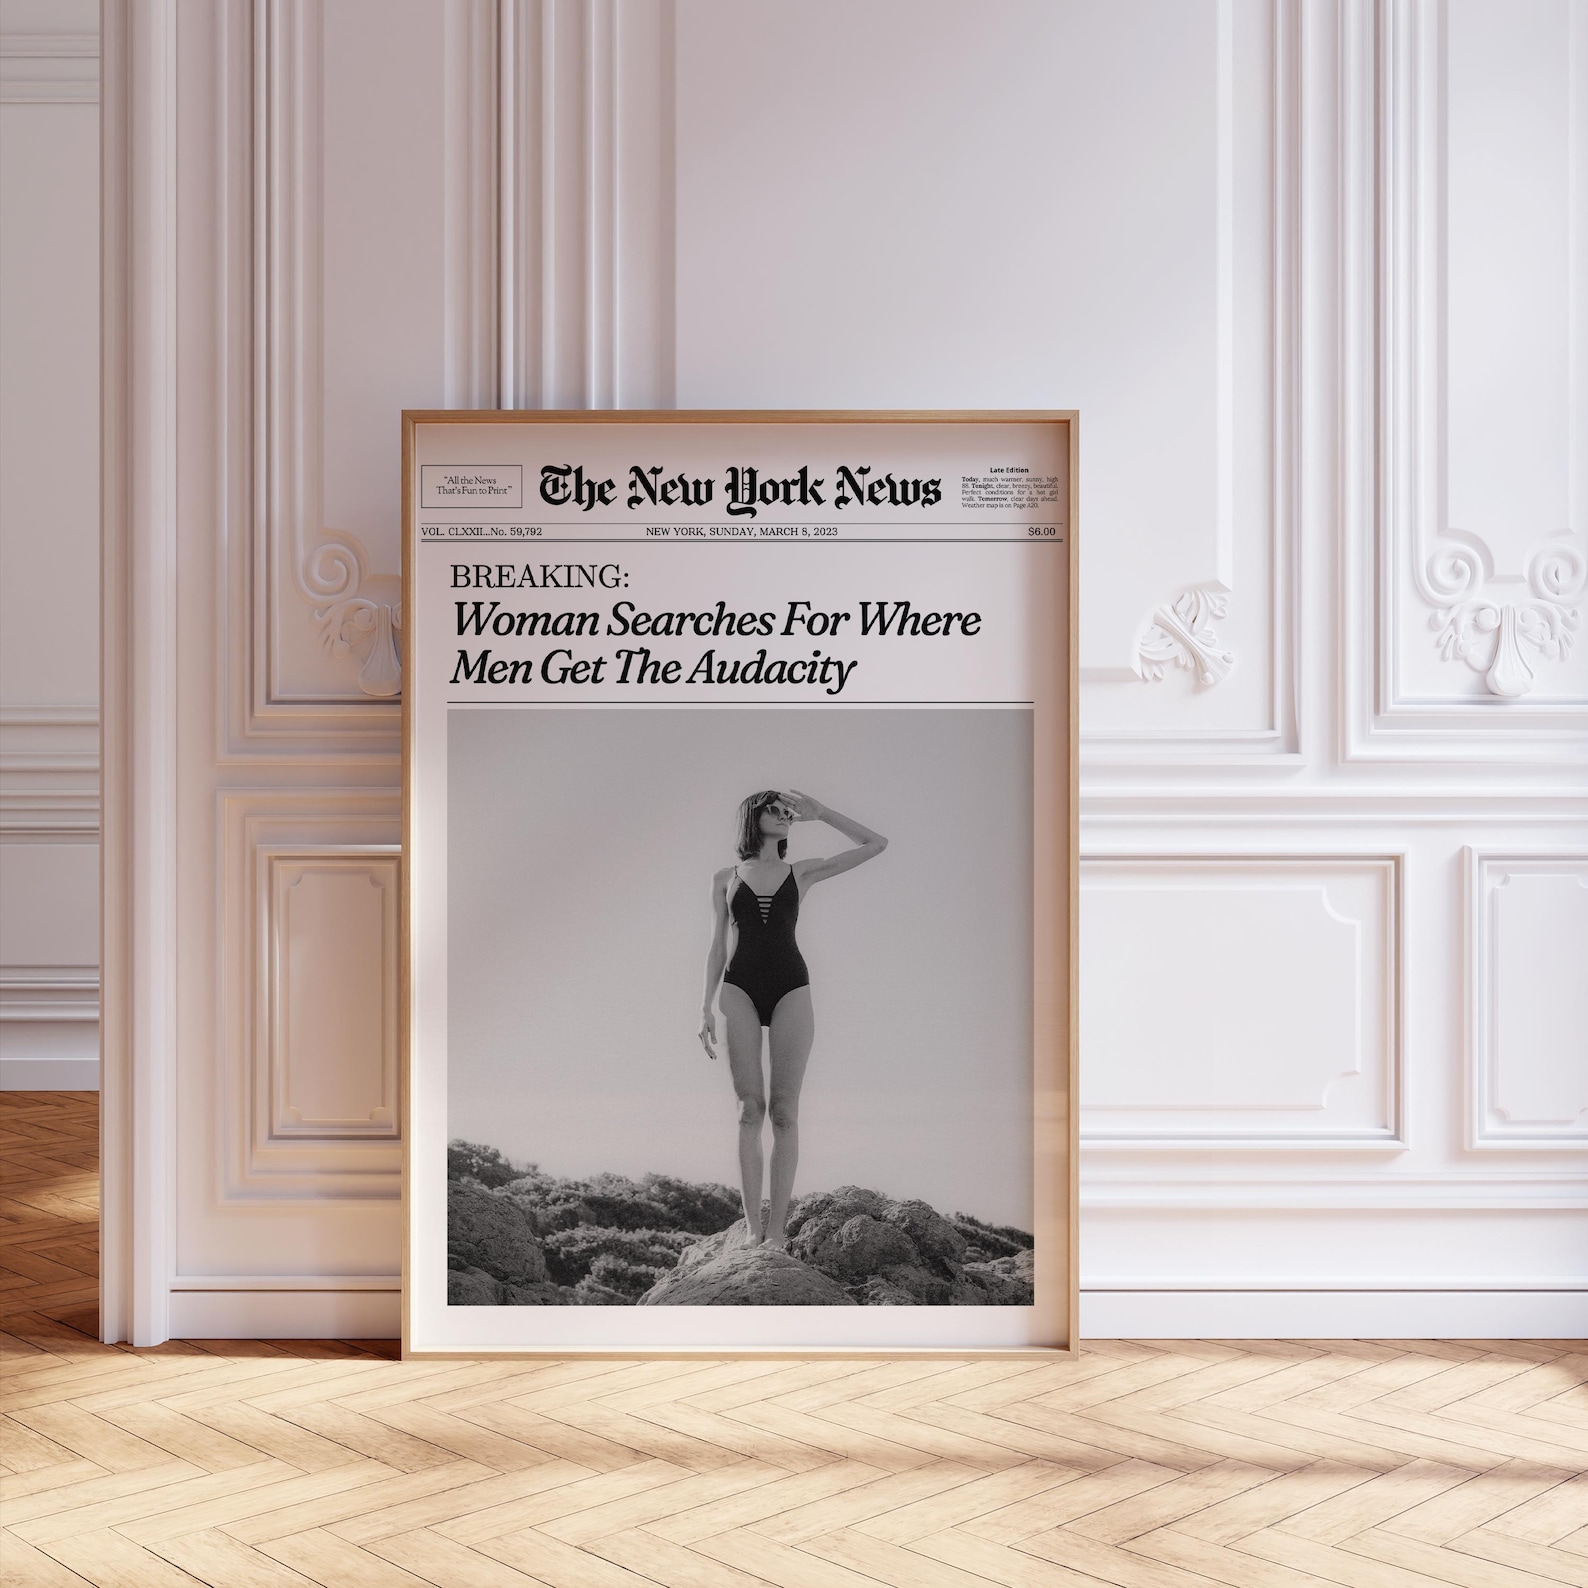 "All the News
That's Fun to Print"
The New York News
Late Edition
Today, much warmer, sunny, high
88. Tonight, clear, breezy, beautiful.
Perfect conditions for a hot girl
walk. Tomorrow, clear days ahead.
Weather map is on Page A20.
VOL. CLXXII...No. 59,792
NEW YORK, SUNDAY, MARCH 8, 2023
$6.00
BREAKING:
Woman Searches For Where
Men Get The Audacity